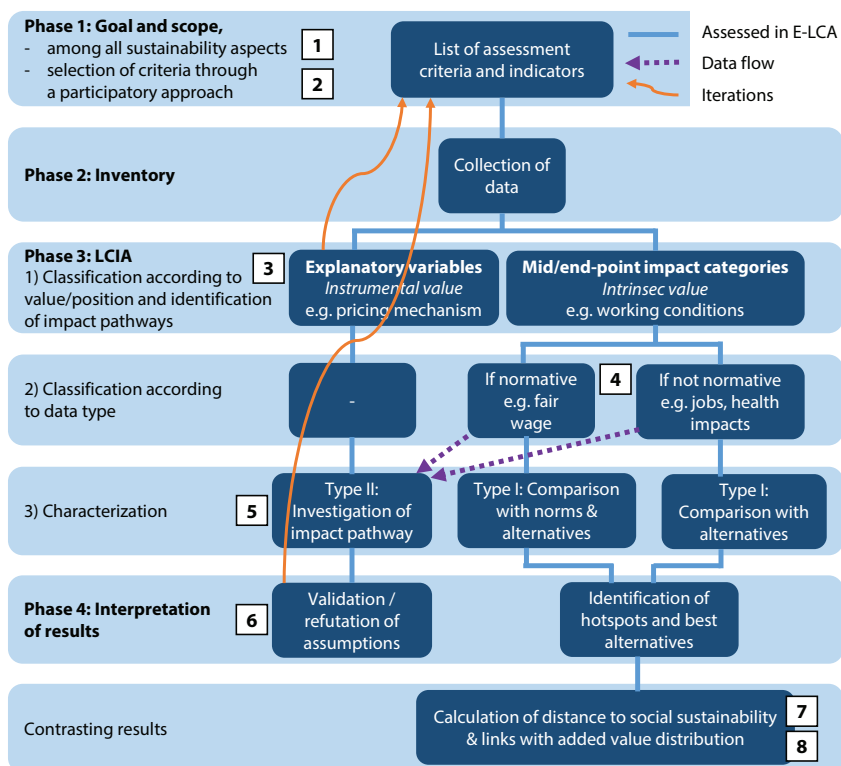 Phase 1: Goal and scope,
- among all sustainability aspects
1
- selection of criteria through
a participatory approach
2
List of assessment
criteria and indicators
Assessed in E-LCA
Data flow
Iterations
Phase 2: Inventory
Collection of
data
Phase 3: LCIA
1) Classification according to
value/position and identification
of impact pathways
3
Explanatory variables
Instrumental value
e.g. pricing mechanism
Mid/end-point impact categories
Intrinsec value
e.g. working conditions
2) Classification according
to data type
-
If normative
e.g. fair
wage
4
If not normative
e.g. jobs, health
impacts
3) Characterization
5
Type II:
Investigation of
impact pathway
Type I: Comparison
with norms &
alternatives
Type I:
Comparison with
alternatives
Phase 4: Interpretation
of results
6
Validation /
refutation of
assumptions
Identification of
hotspots and best
alternatives
Contrasting results
Calculation of distance to social sustainability
& links with added value distribution
7
8